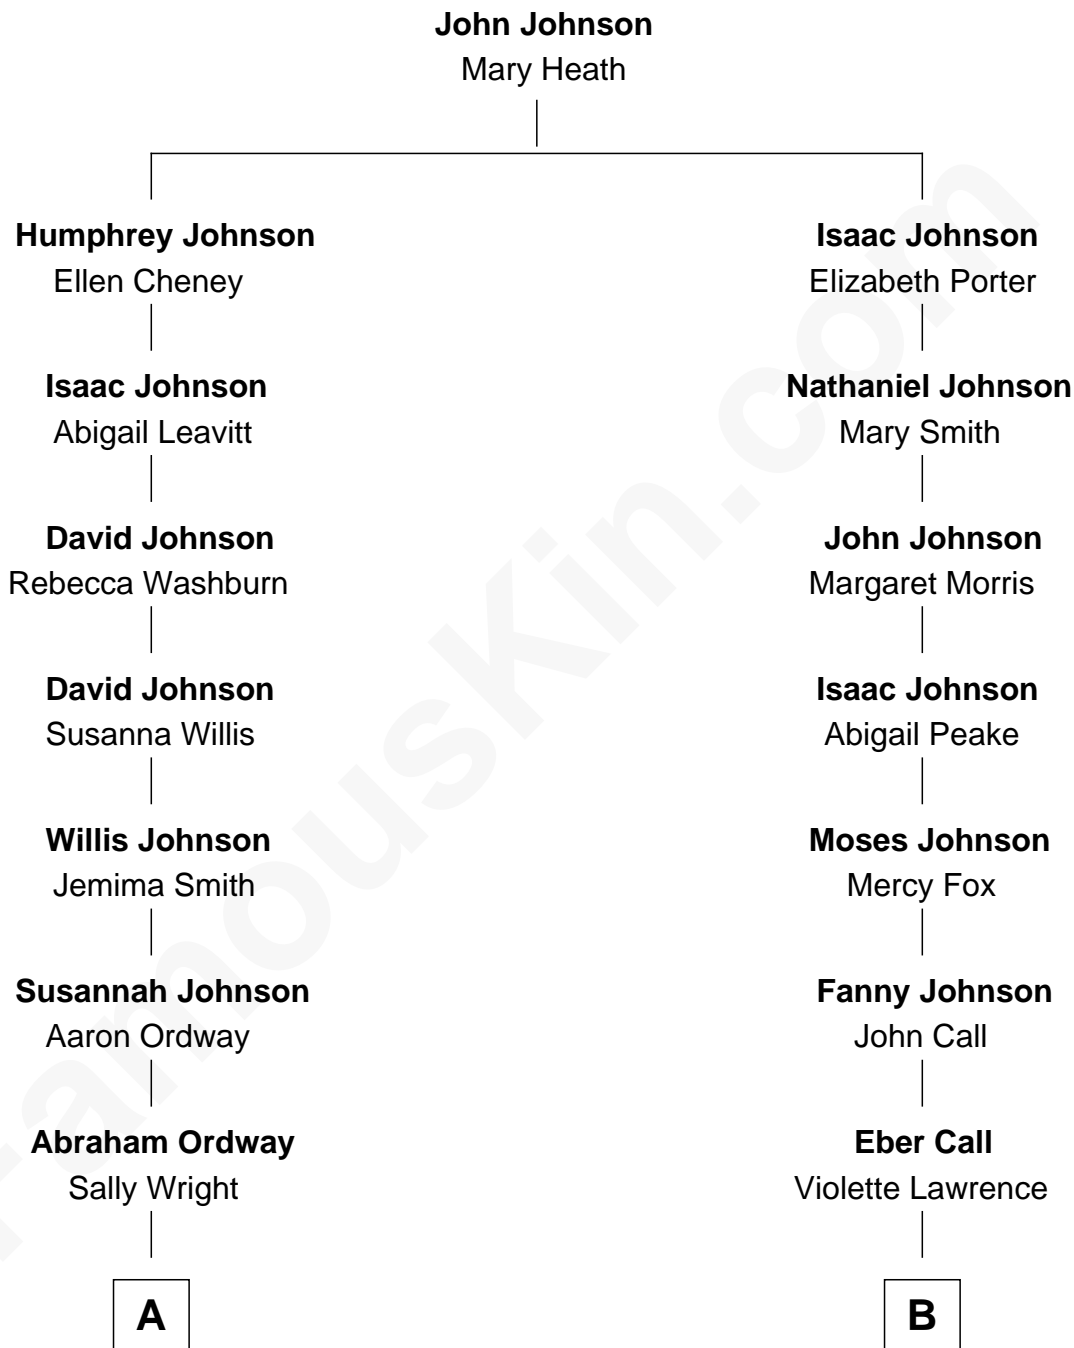 John Johnson
Mary Heath
Humphrey Johnson
Ellen Cheney
Isaac Johnson
Elizabeth Porter
Isaac Johnson
Abigail Leavitt
Nathaniel Johnson
Mary Smith
David Johnson
Rebecca Washburn
John Johnson
Margaret Morris
David Johnson
Susanna Willis
Isaac Johnson
Abigail Peake
Willis Johnson
Jemima Smith
Moses Johnson
Mercy Fox
Susannah Johnson
Aaron Ordway
Fanny Johnson
John Call
Abraham Ordway
Sally Wright
Eber Call
Violette Lawrence
A
B
FamousKin.com